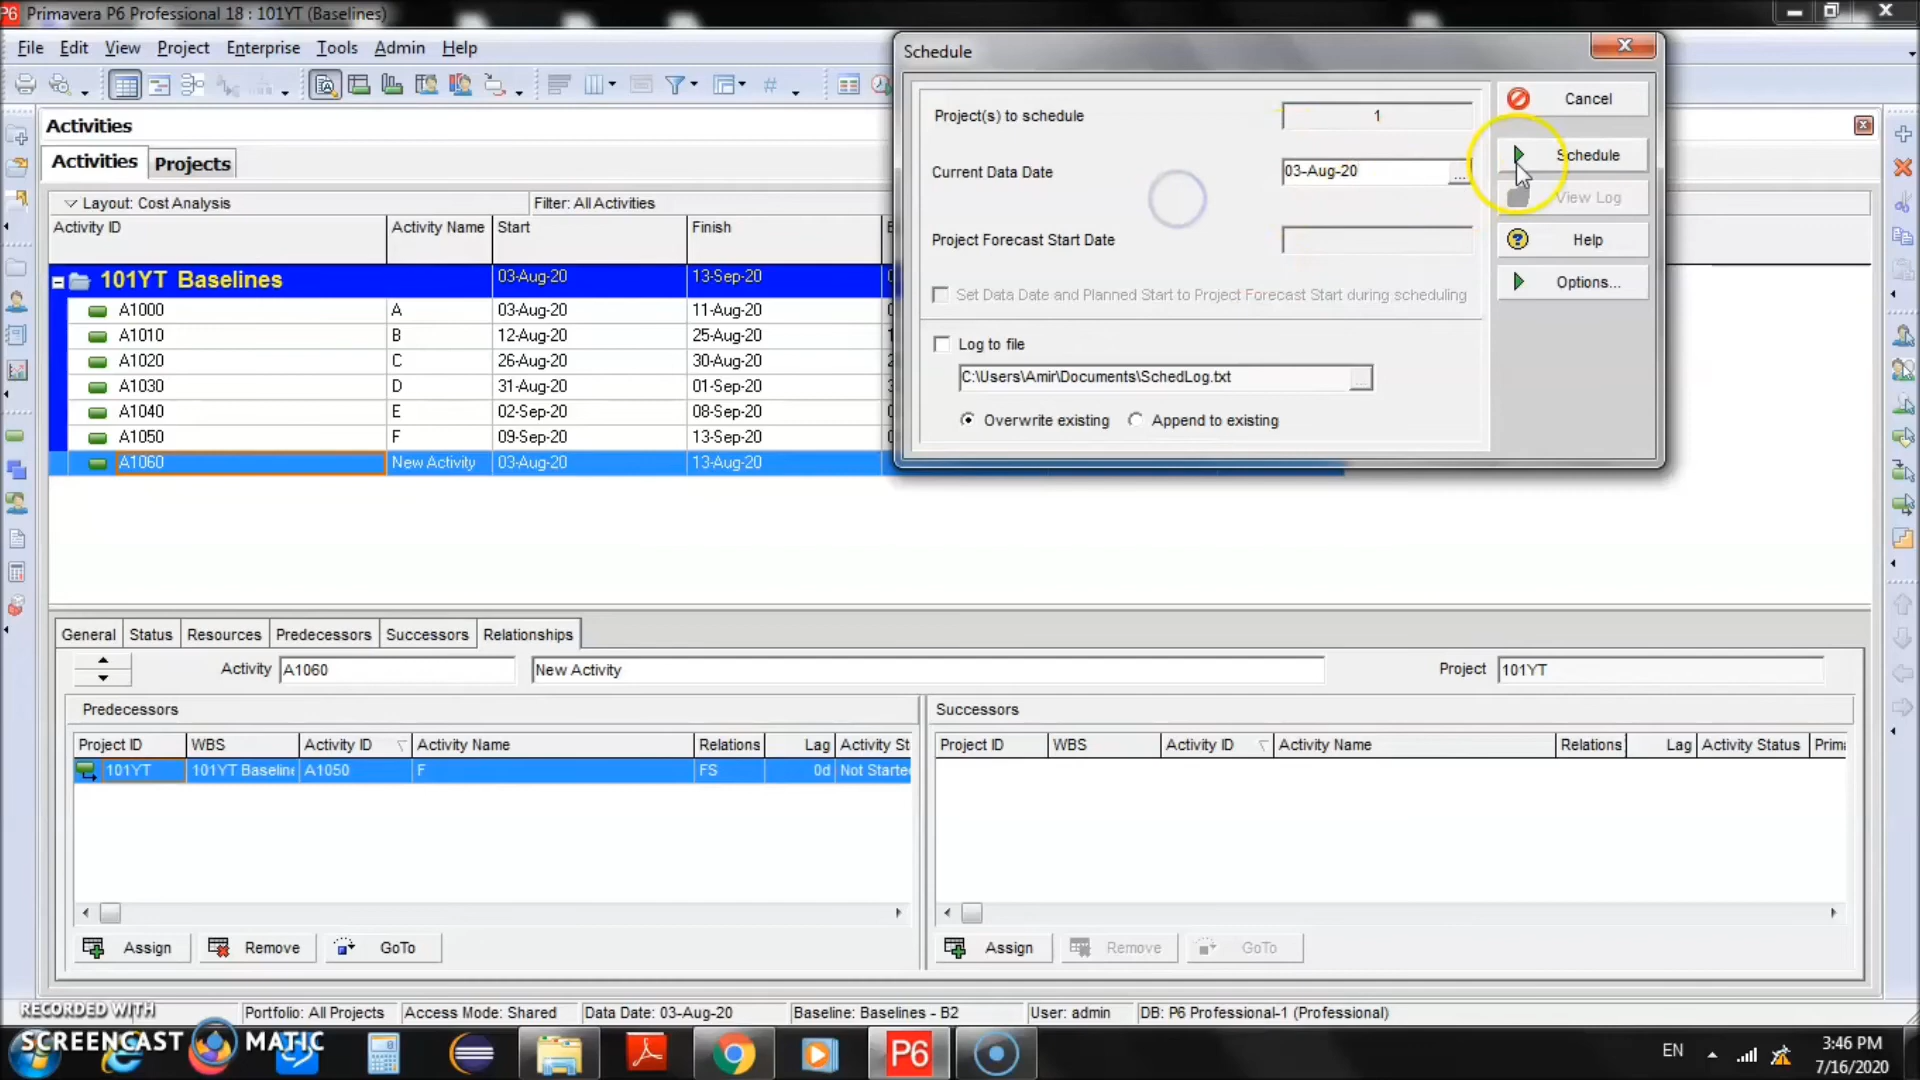 Primavera P6 Professional 18 : 101YT (Baselines)
File Edit View Project Enterprise Tools Admin Help
Activities
Activities Projects
Layout: Cost Analysis Filter: All Activities
Activity ID Activity Name Start Finish
101YT Baselines 03-Aug-20 13-Sep-20
A1000 A 03-Aug-20 11-Aug-20
A1010 B 12-Aug-20 25-Aug-20
A1020 C 26-Aug-20 30-Aug-20
A1030 D 31-Aug-20 01-Sep-20
A1040 E 02-Sep-20 08-Sep-20
A1050 F 09-Sep-20 13-Sep-20
A1060 New Activity 03-Aug-20 13-Aug-20
Schedule
Project(s) to schedule 1
Current Data Date 03-Aug-20 ...
Project Forecast Start Date
Set Data Date and Planned Start to Project Forecast Start during scheduling
Log to file
C:\Users\Amir\Documents\SchedLog.txt
Overwrite existing Append to existing
Cancel
Schedule
View Log
Help
Options...
General Status Resources Predecessors Successors Relationships
Activity A1060 New Activity Project 101YT
Predecessors
Project ID WBS Activity ID Activity Name Relations Lag Activity St
101YT 101YT Baseline A1050 F FS 0d Not Starte
Assign Remove GoTo
Successors
Project ID WBS Activity ID Activity Name Relations Lag Activity Status Prim
Assign Remove GoTo
Portfolio: All Projects Access Mode: Shared Data Date: 03-Aug-20 Baseline: Baselines - B2 User: admin DB: P6 Professional-1 (Professional)
RECORDED WITH
SCREENCAST MATIC
P6
EN
3:46 PM
7/16/2020